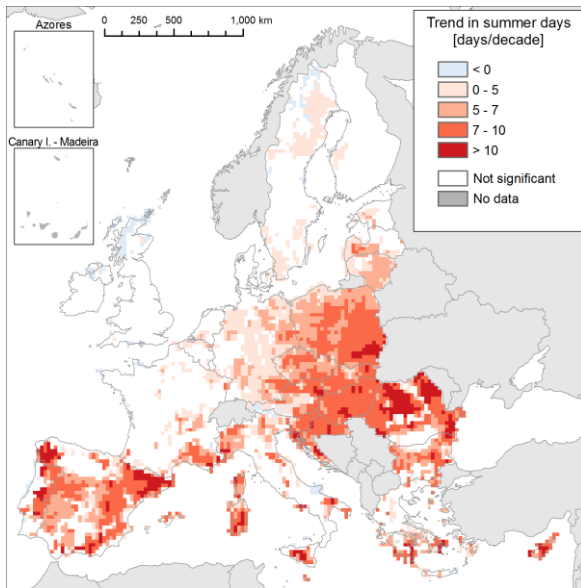 Azores
Canary I. - Madeira
0 250 500 1,000 km
Trend in summer days
[days/decade]
< 0
0 - 5
5 - 7
7 - 10
> 10
Not significant
No data